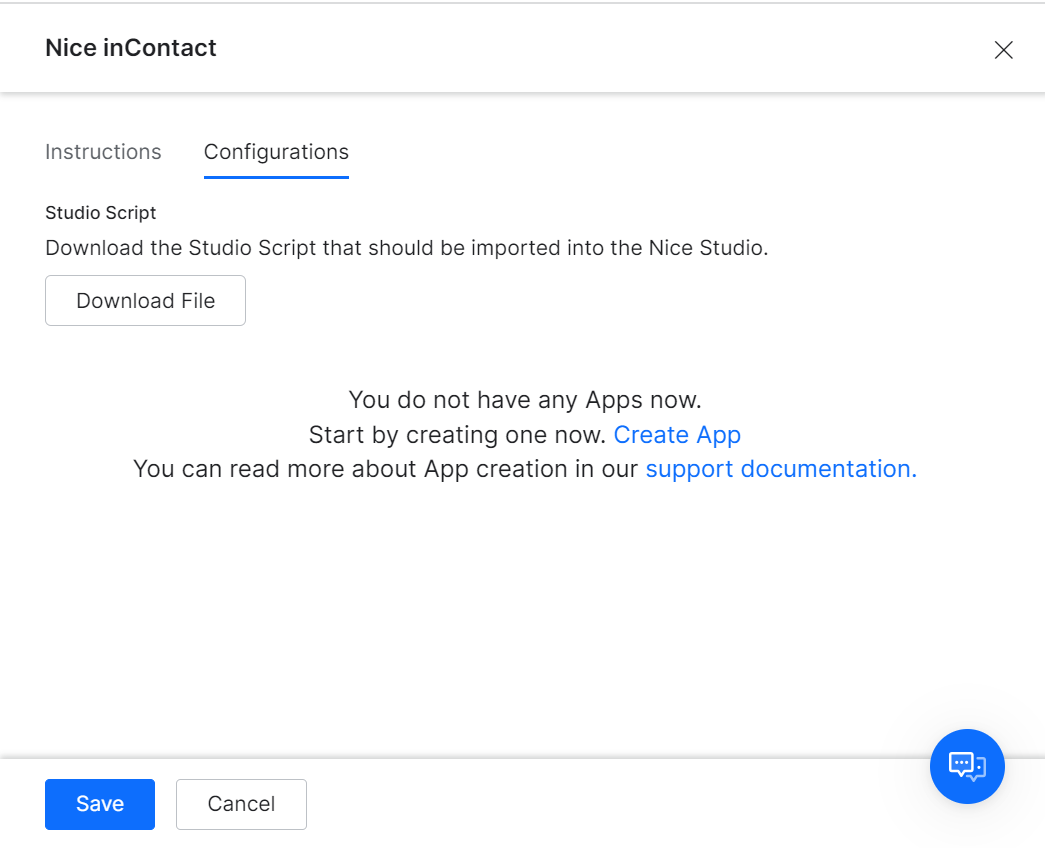 Nice inContact
Instructions Configurations
Studio Script
Download the Studio Script that should be imported into the Nice Studio.
Download File
You do not have any Apps now.
Start by creating one now. Create App
You can read more about App creation in our support documentation.
Save Cancel